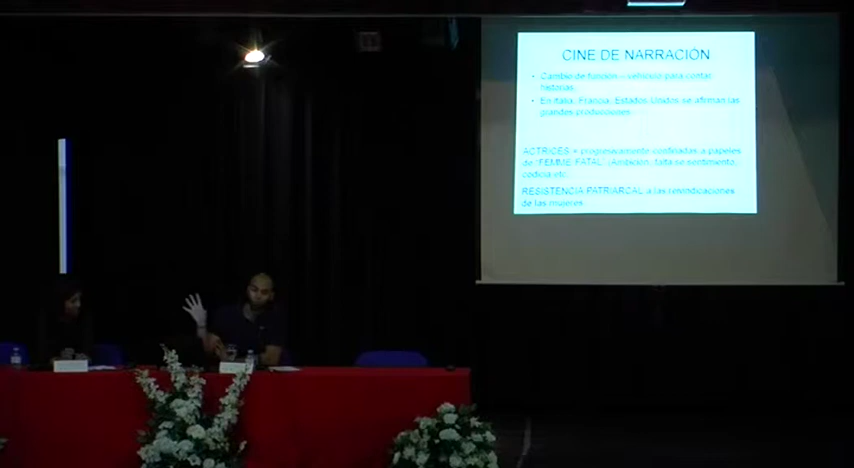 CINE DE NARRACIÓN
• Cambio de función – vehículo para contar
historias.
• En Italia, Francia, Estados Unidos se afirman las
grandes producciones.
ACTRICES = progresivamente confinadas a papeles
de "FEMME FATAL" (Ambición, falta se sentimiento,
codicia etc.
RESISTENCIA PATRIARCAL a las reivindicaciones
de las mujeres.